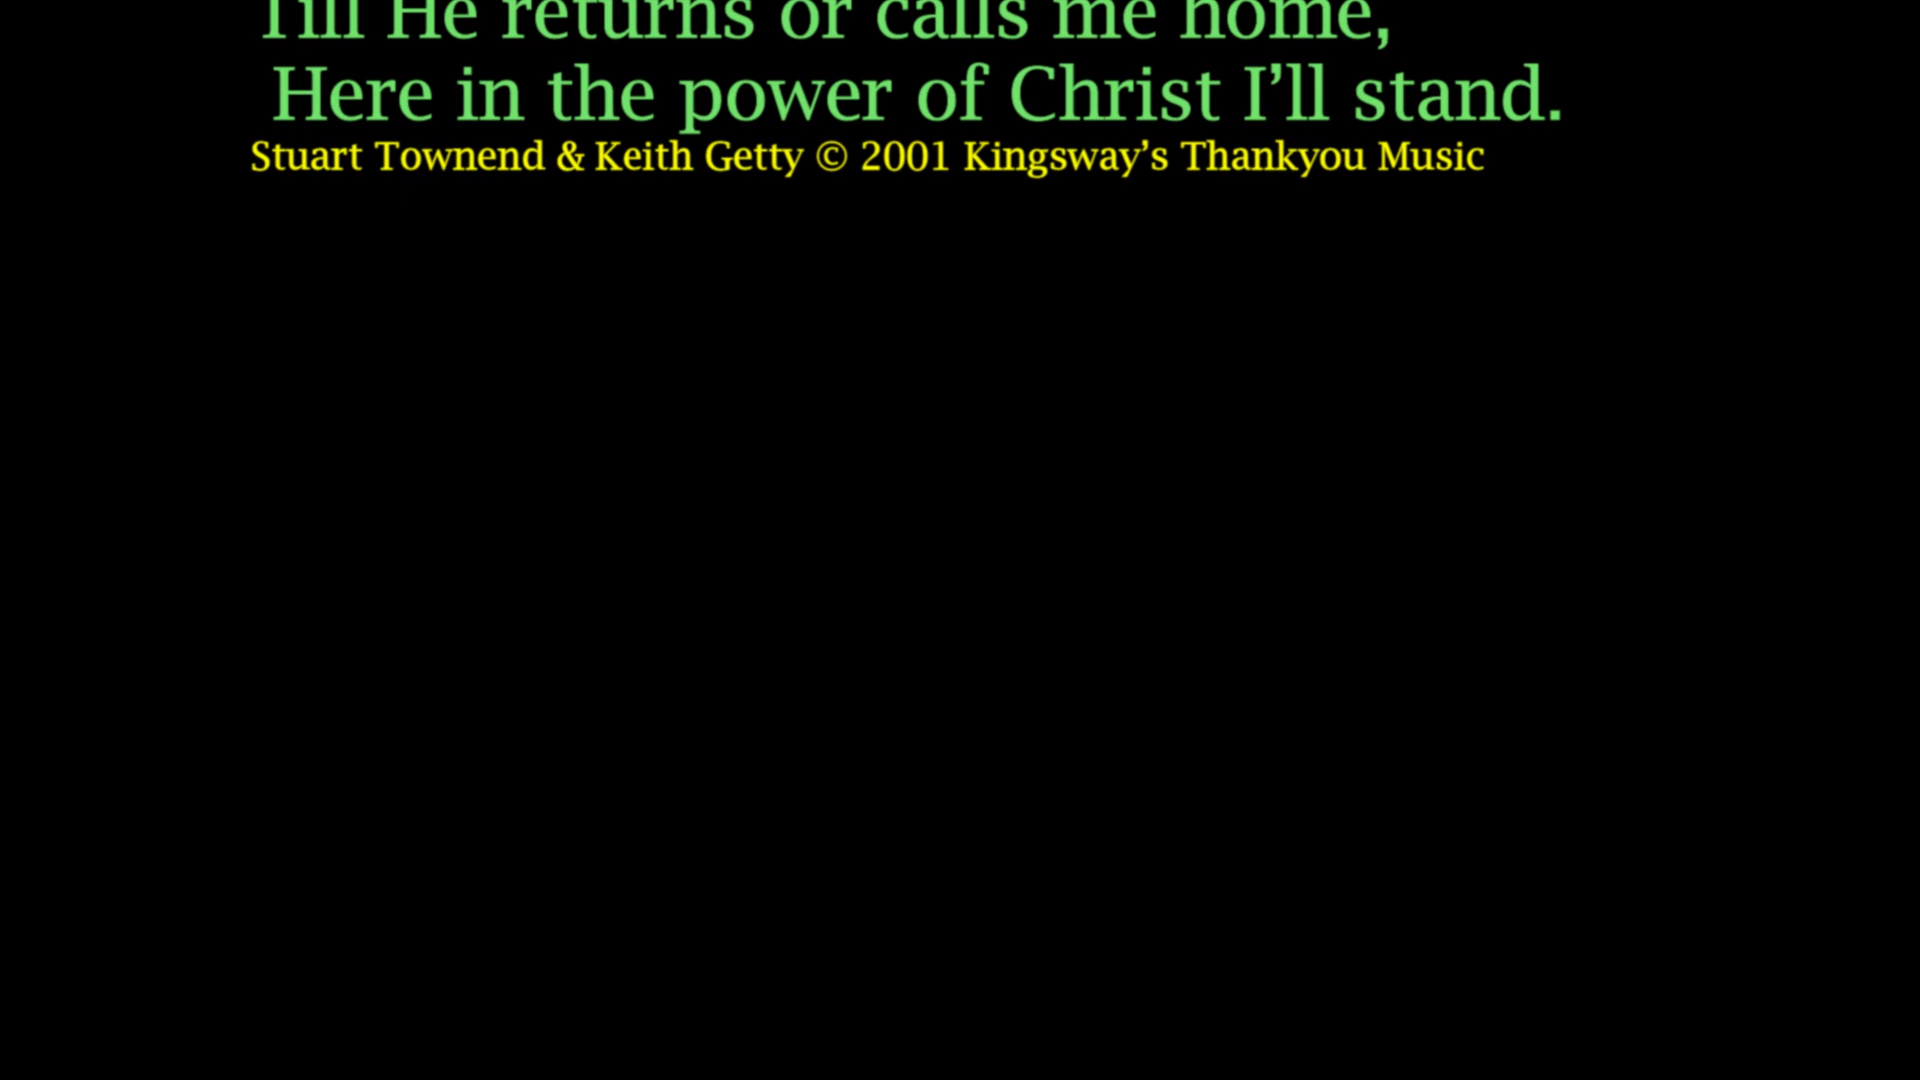 Till He returns or calls me home,
Here in the power of Christ I’ll stand.
Stuart Townend & Keith Getty © 2001 Kingsway’s Thankyou Music